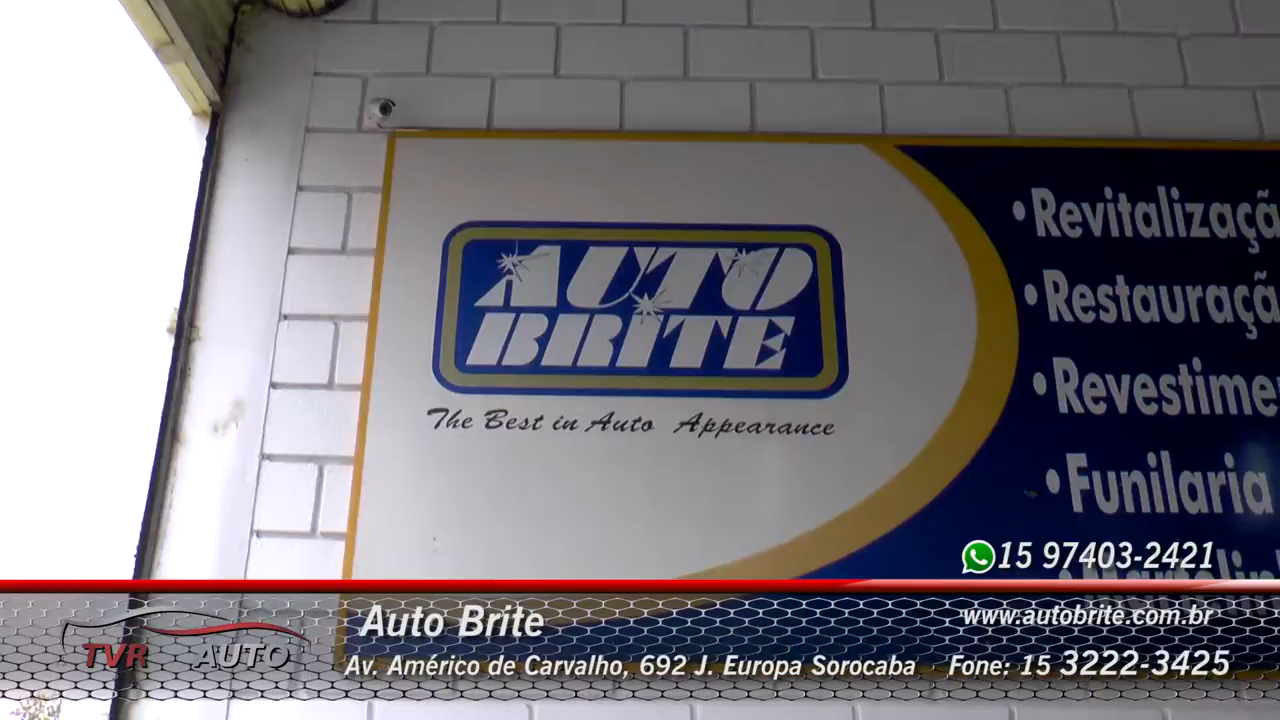 AUTO
BRITE
The Best in Auto Appearance
•Revitalizaçã
•Restauraçã
•Revestime
•Funilaria
15 97403-2421
TVR AUTO
Auto Brite
www.autobrite.com.br
Av. Américo de Carvalho, 692 J. Europa Sorocaba Fone: 15 3222-3425